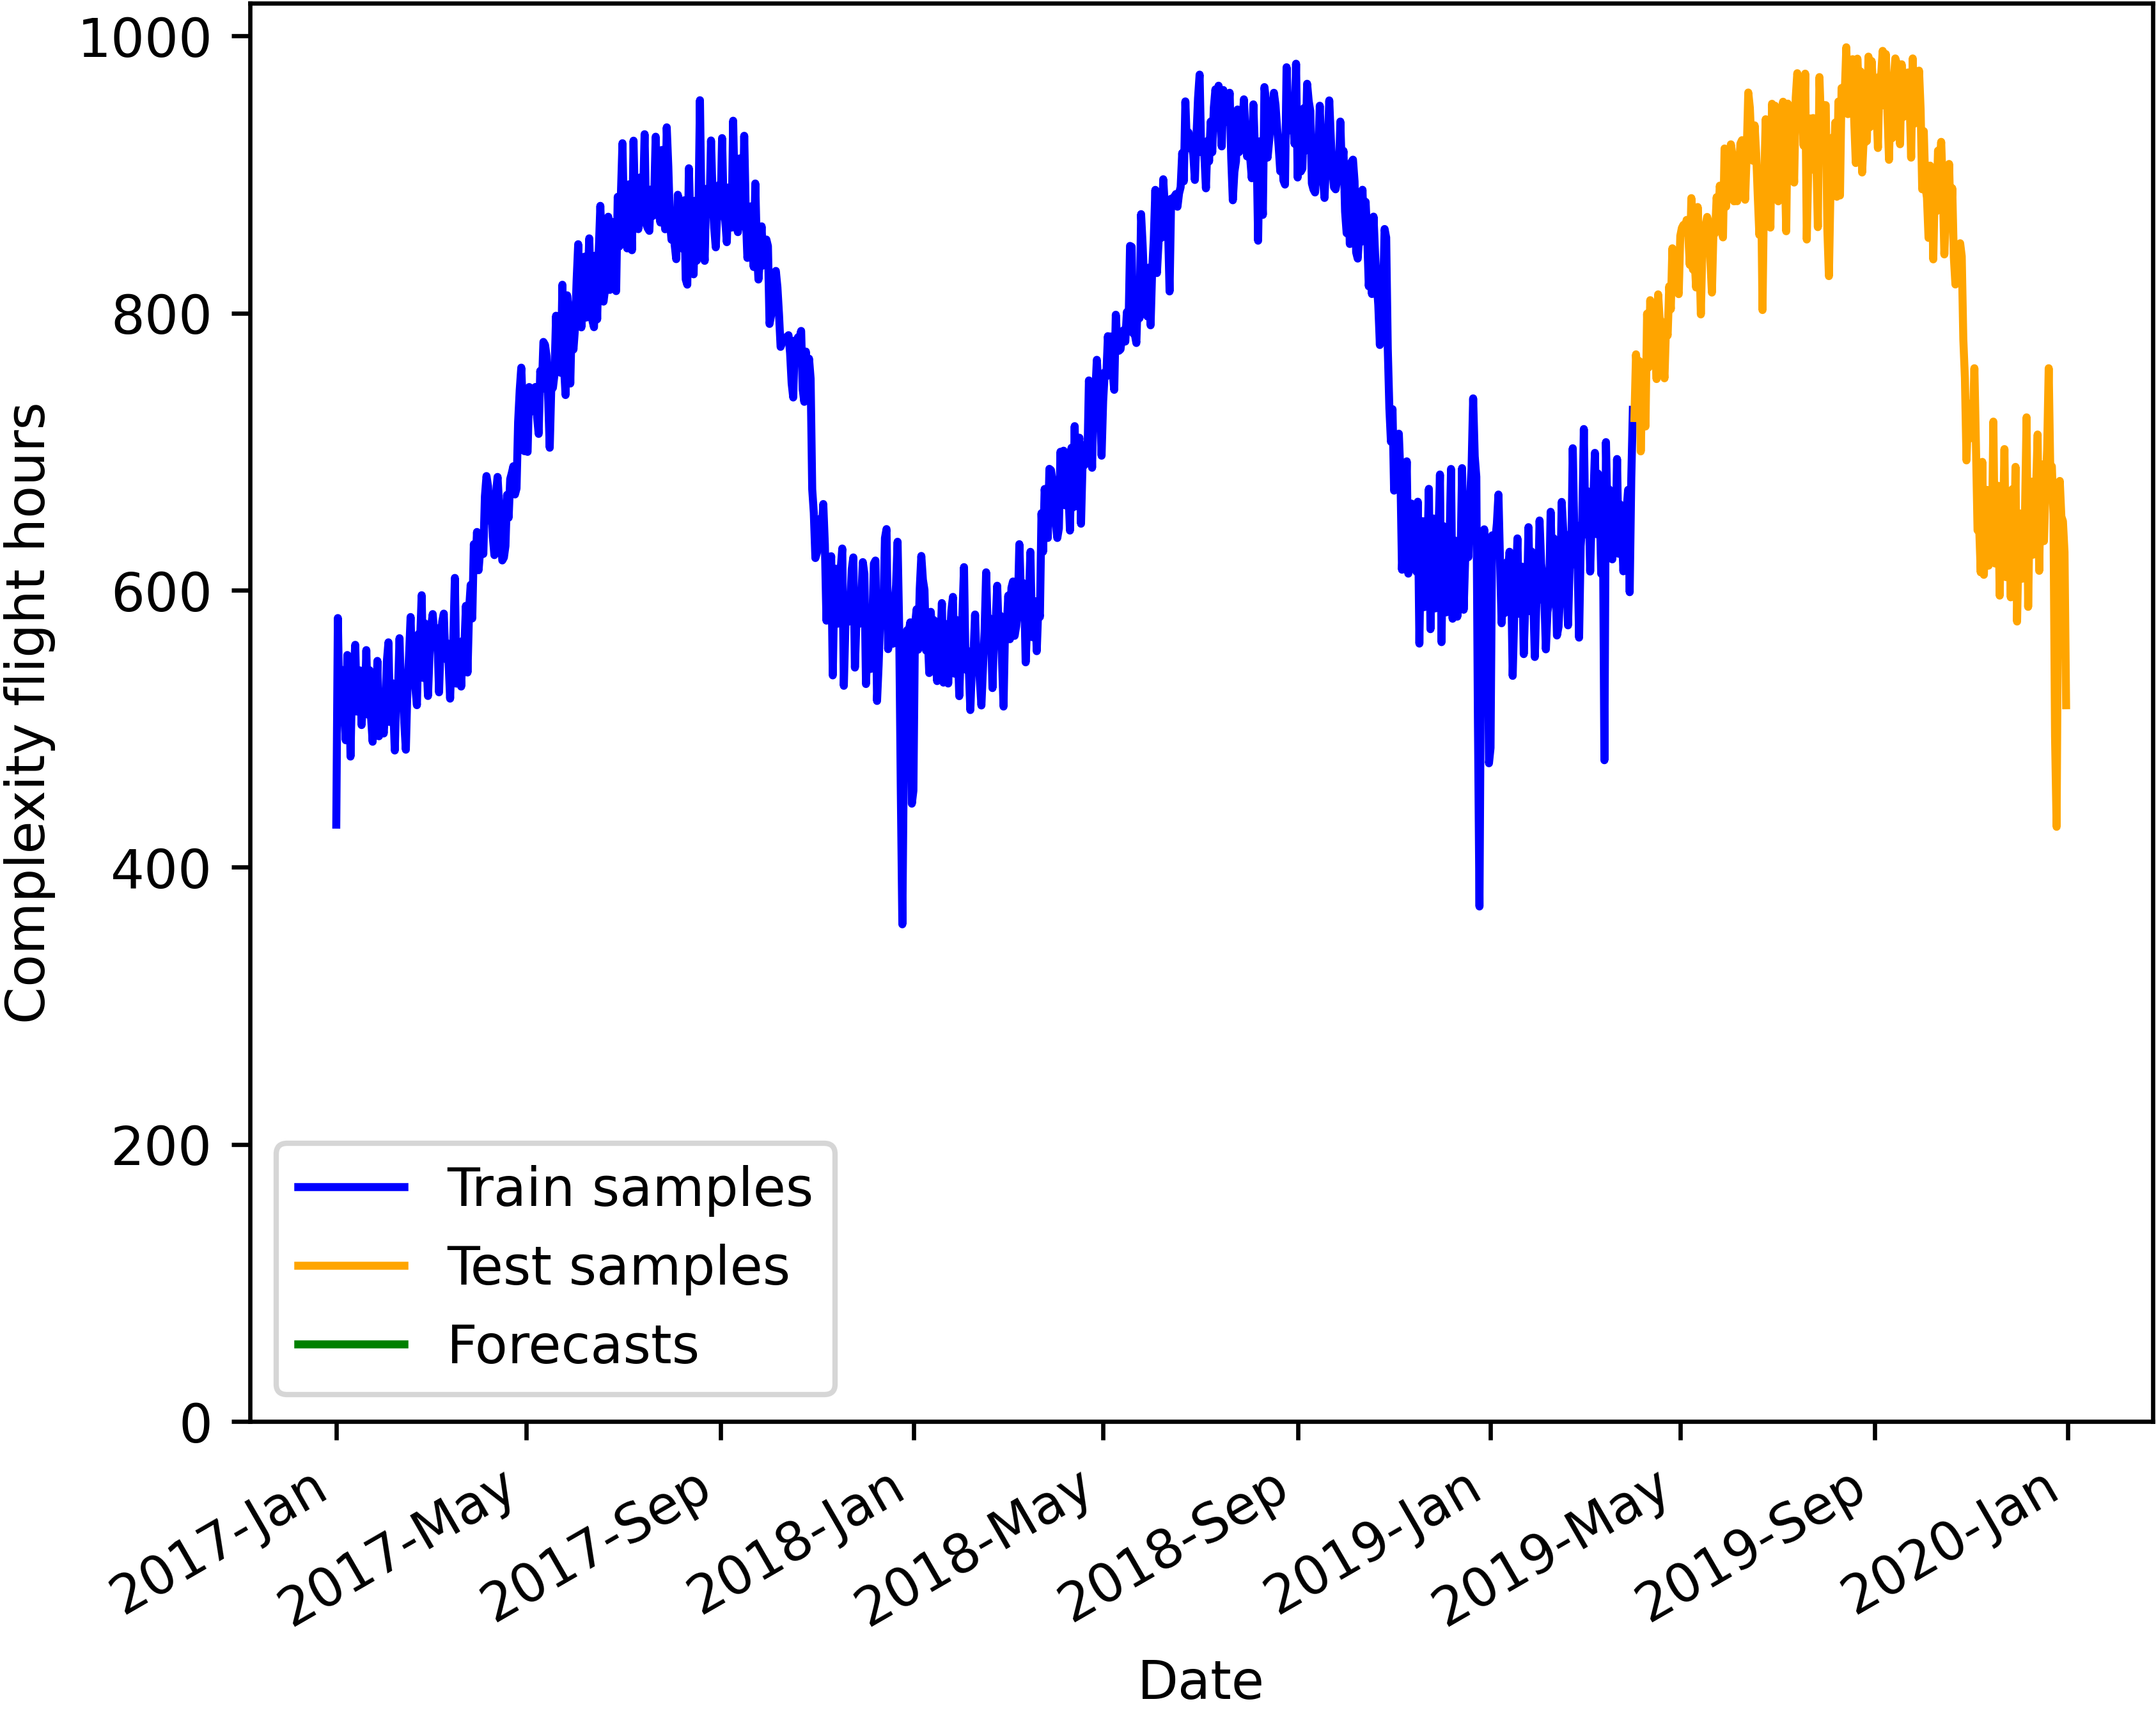 Complexity flight hours
1000
800
600
400
200
0
Train samples
Test samples
Forecasts
2017-Jan
2017-May
2017-Sep
2018-Jan
2018-May
2018-Sep
2019-Jan
2019-May
2019-Sep
2020-Jan
Date